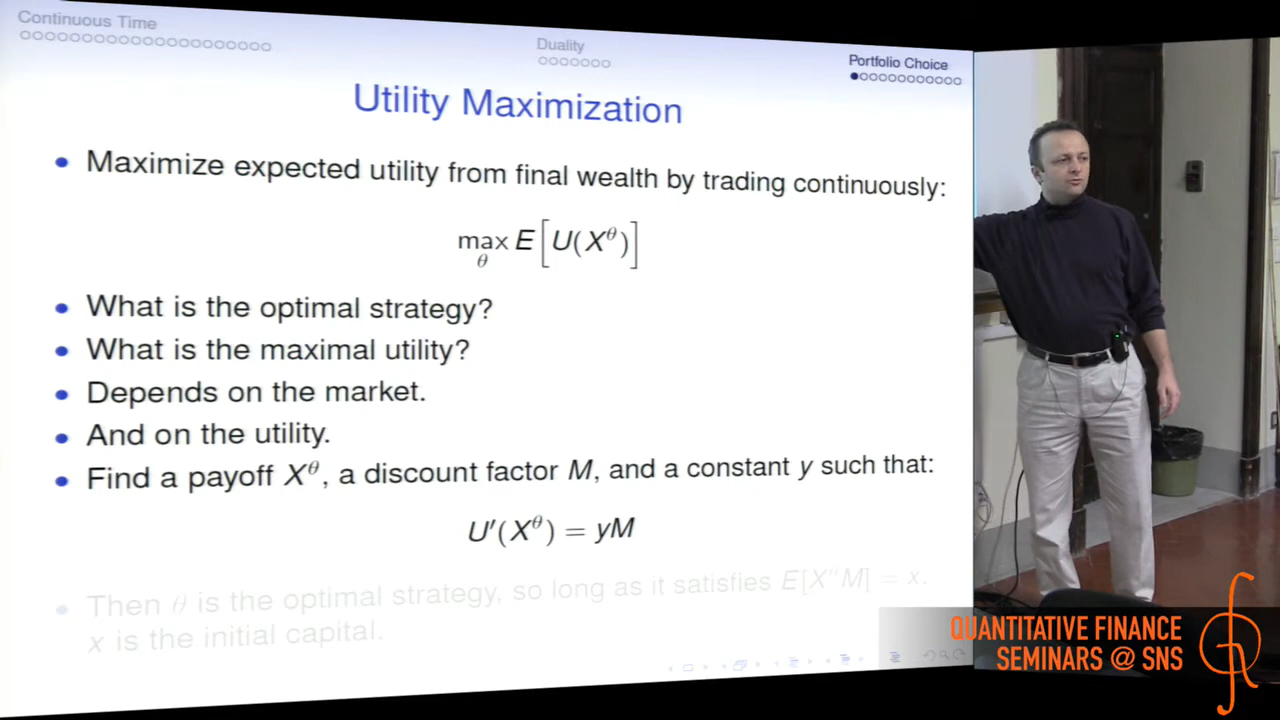 Continuous Time
Duality
Portfolio Choice
Utility Maximization
• Maximize expected utility from final wealth by trading continuously:
max E[U(X^θ)]
θ
• What is the optimal strategy?
• What is the maximal utility?
• Depends on the market.
• And on the utility.
• Find a payoff X^θ, a discount factor M, and a constant y such that:
U′(X^θ) = yM
• Then θ is the optimal strategy, so long as it satisfies E[X M] = x.
x is the initial capital.
QUANTITATIVE FINANCE
SEMINARS @ SNS